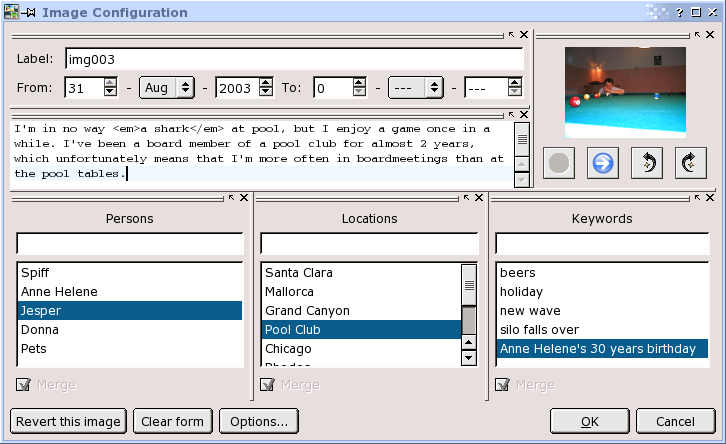 Image Configuration
Label: img003
From: 31 - Aug - 2003 To: 0 - --- - ---
I'm in no way <em>a shark</em> at pool, but I enjoy a game once in a
while. I've been a board member of a pool club for almost 2 years,
which unfortunately means that I'm more often in boardmeetings than at
the pool tables.
Persons
Spiff
Anne Helene
Jesper
Donna
Pets
Merge
Locations
Santa Clara
Mallorca
Grand Canyon
Pool Club
Chicago
Merge
Keywords
beers
holiday
new wave
silo falls over
Anne Helene's 30 years birthday
Merge
Revert this image Clear form Options... OK Cancel